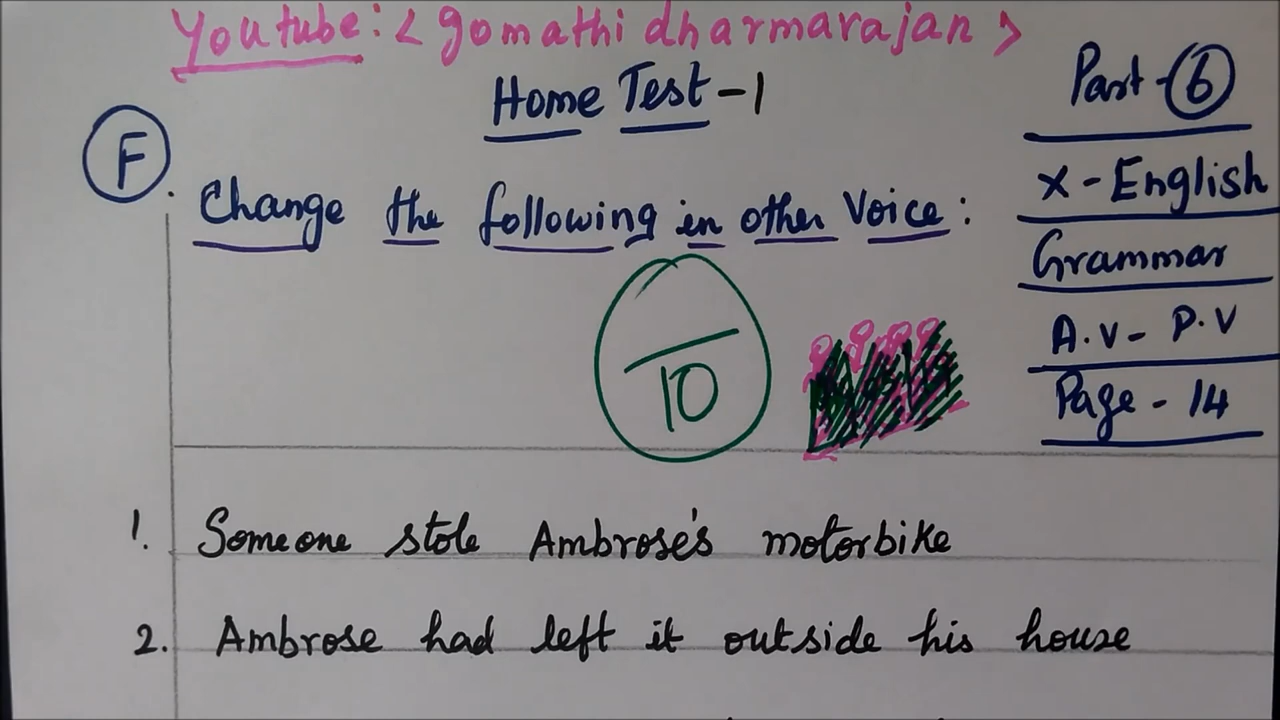 Youtube: < gomathi dharmarajan >
Home Test - 1
Part - 6
X - English
Grammar
A.V - P.V
Page - 14
F. Change the following in other Voice:
10
1. Someone stole Ambrose's motorbike
2. Ambrose had left it outside his house